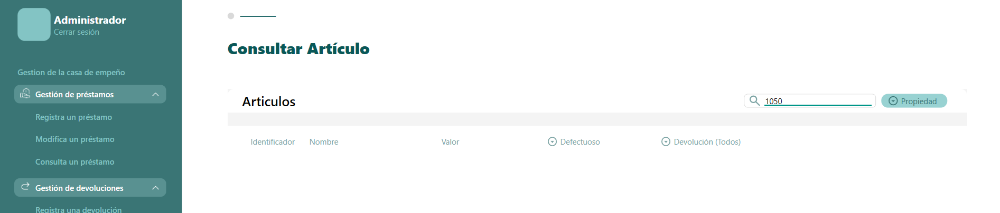 Administrador
Cerrar sesión
Gestion de la casa de empeño
Gestión de préstamos
Registra un préstamo
Modifica un préstamo
Consulta un préstamo
Gestión de devoluciones
Registra una devolución
Consultar Artículo
Articulos
1050
Propiedad
Identificador Nombre Valor Defectuoso Devolución (Todos)